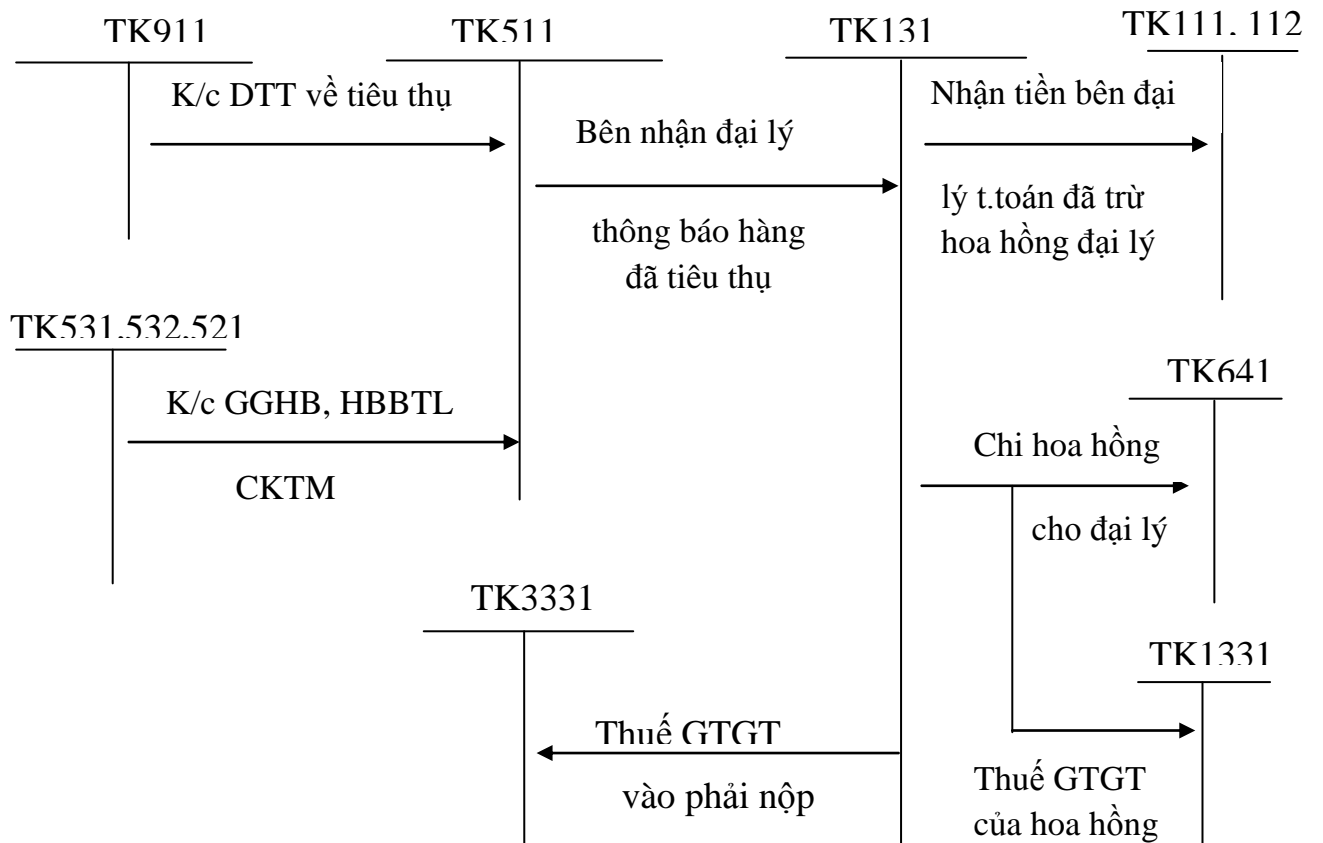 TK911
TK511
TK131
TK111, 112
K/c DTT về tiêu thụ
Bên nhận đại lý
thông báo hàng
đã tiêu thụ
Nhận tiền bên đại
lý t.toán đã trừ
hoa hồng đại lý
TK531,532,521
K/c GGHB, HBBTL
CKTM
TK641
Chi hoa hồng
cho đại lý
TK3331
Thuế GTGT
vào phải nộp
TK1331
Thuế GTGT
của hoa hồng